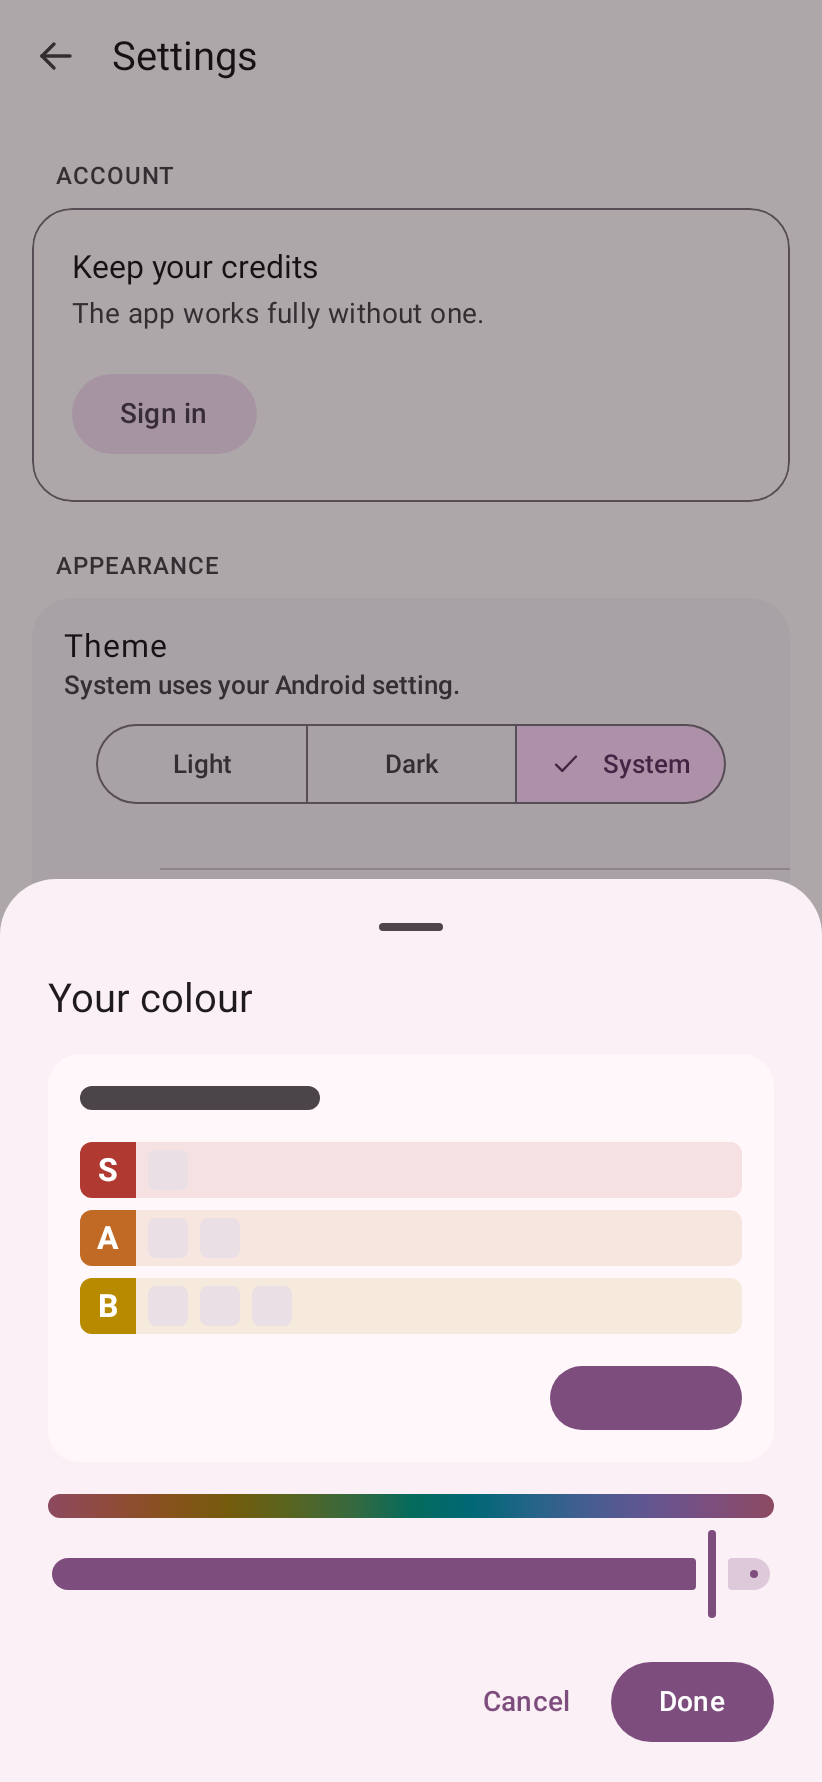 Settings
ACCOUNT
Keep your credits
The app works fully without one.
Sign in
APPEARANCE
Theme
System uses your Android setting.
Light Dark System
Your colour
S
A
B
Cancel Done